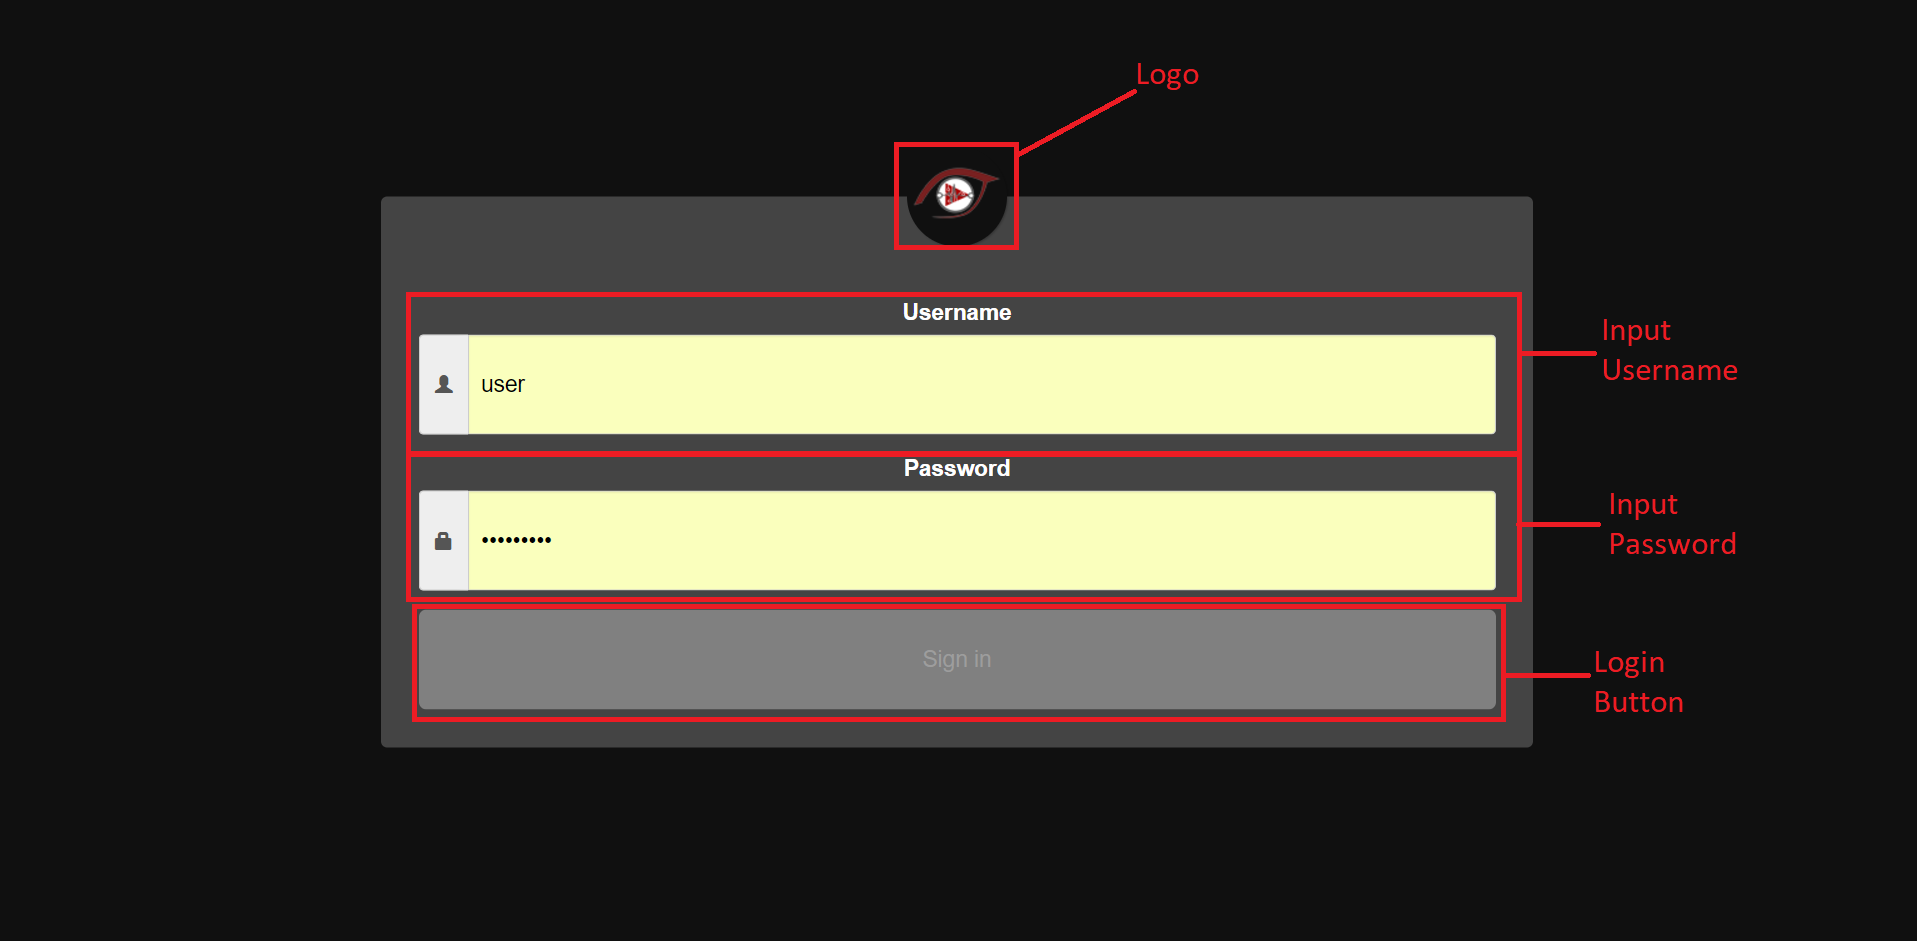 Logo
Username
user
Input
Username
Password
•••••••••
Input
Password
Sign in
Login
Button